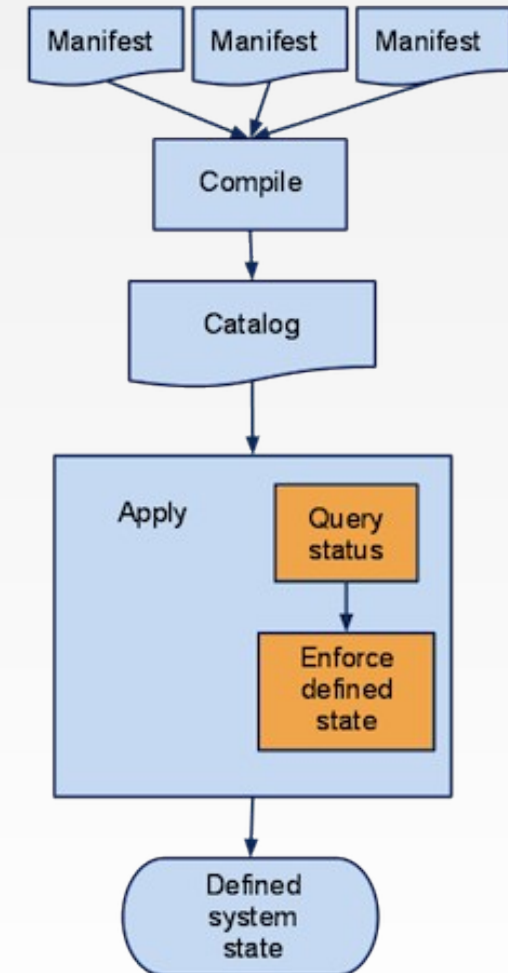 Manifest
Manifest
Manifest
Compile
Catalog
Apply
Query
status
Enforce
defined
state
Defined
system
state